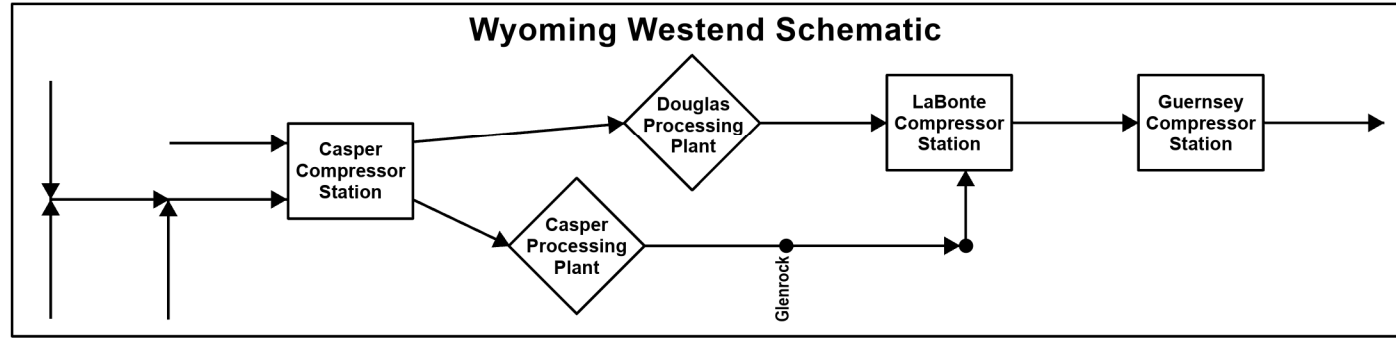 Wyoming Westend Schematic
Casper
Compressor
Station
Douglas
Processing
Plant
Casper
Processing
Plant
Glenrock
LaBonte
Compressor
Station
Guernsey
Compressor
Station